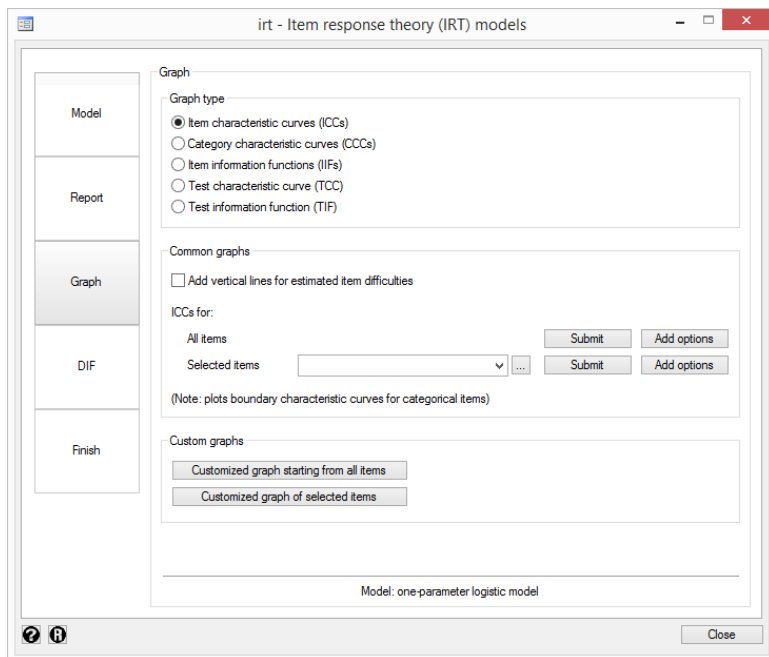 irt - Item response theory (IRT) models
Model
Report
Graph
DIF
Finish
Graph
Graph type
Item characteristic curves (ICCs)
Category characteristic curves (CCCs)
Item information functions (IIFs)
Test characteristic curve (TCC)
Test information function (TIF)
Common graphs
Add vertical lines for estimated item difficulties
ICCs for:
All items Submit Add options
Selected items ... Submit Add options
(Note: plots boundary characteristic curves for categorical items)
Custom graphs
Customized graph starting from all items
Customized graph of selected items
Model: one-parameter logistic model
? R Close